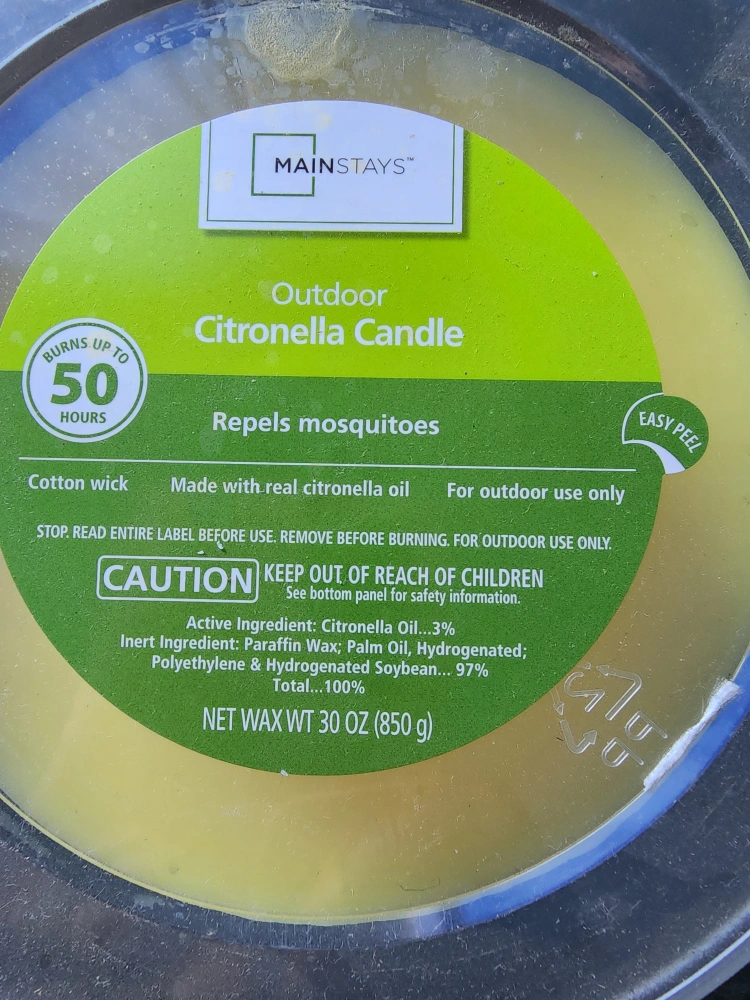 MAINSTAYS™
Outdoor
Citronella Candle
BURNS UP TO
50
HOURS
Repels mosquitoes
EASY PEEL
Cotton wick Made with real citronella oil For outdoor use only
STOP. READ ENTIRE LABEL BEFORE USE. REMOVE BEFORE BURNING. FOR OUTDOOR USE ONLY.
CAUTION KEEP OUT OF REACH OF CHILDREN
See bottom panel for safety information.
Active Ingredient: Citronella Oil...3%
Inert Ingredient: Paraffin Wax; Palm Oil, Hydrogenated;
Polyethylene & Hydrogenated Soybean... 97%
Total...100%
NET WAX WT 30 OZ (850 g)
5
PP